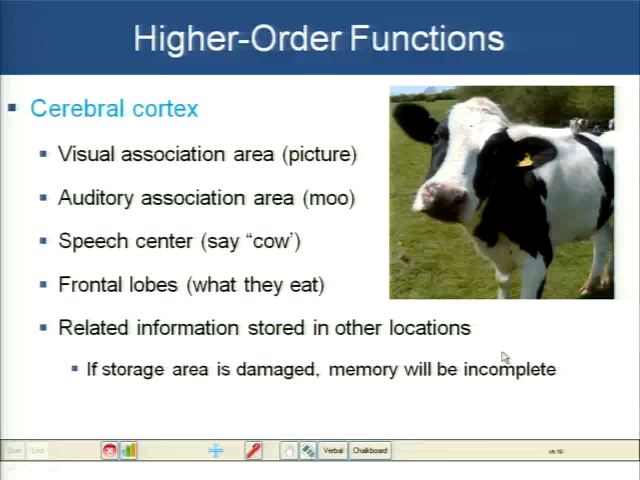 Higher-Order Functions
Cerebral cortex
Visual association area (picture)
Auditory association area (moo)
Speech center (say “cow’)
Frontal lobes (what they eat)
Related information stored in other locations
If storage area is damaged, memory will be incomplete
Verbal Chalkboard